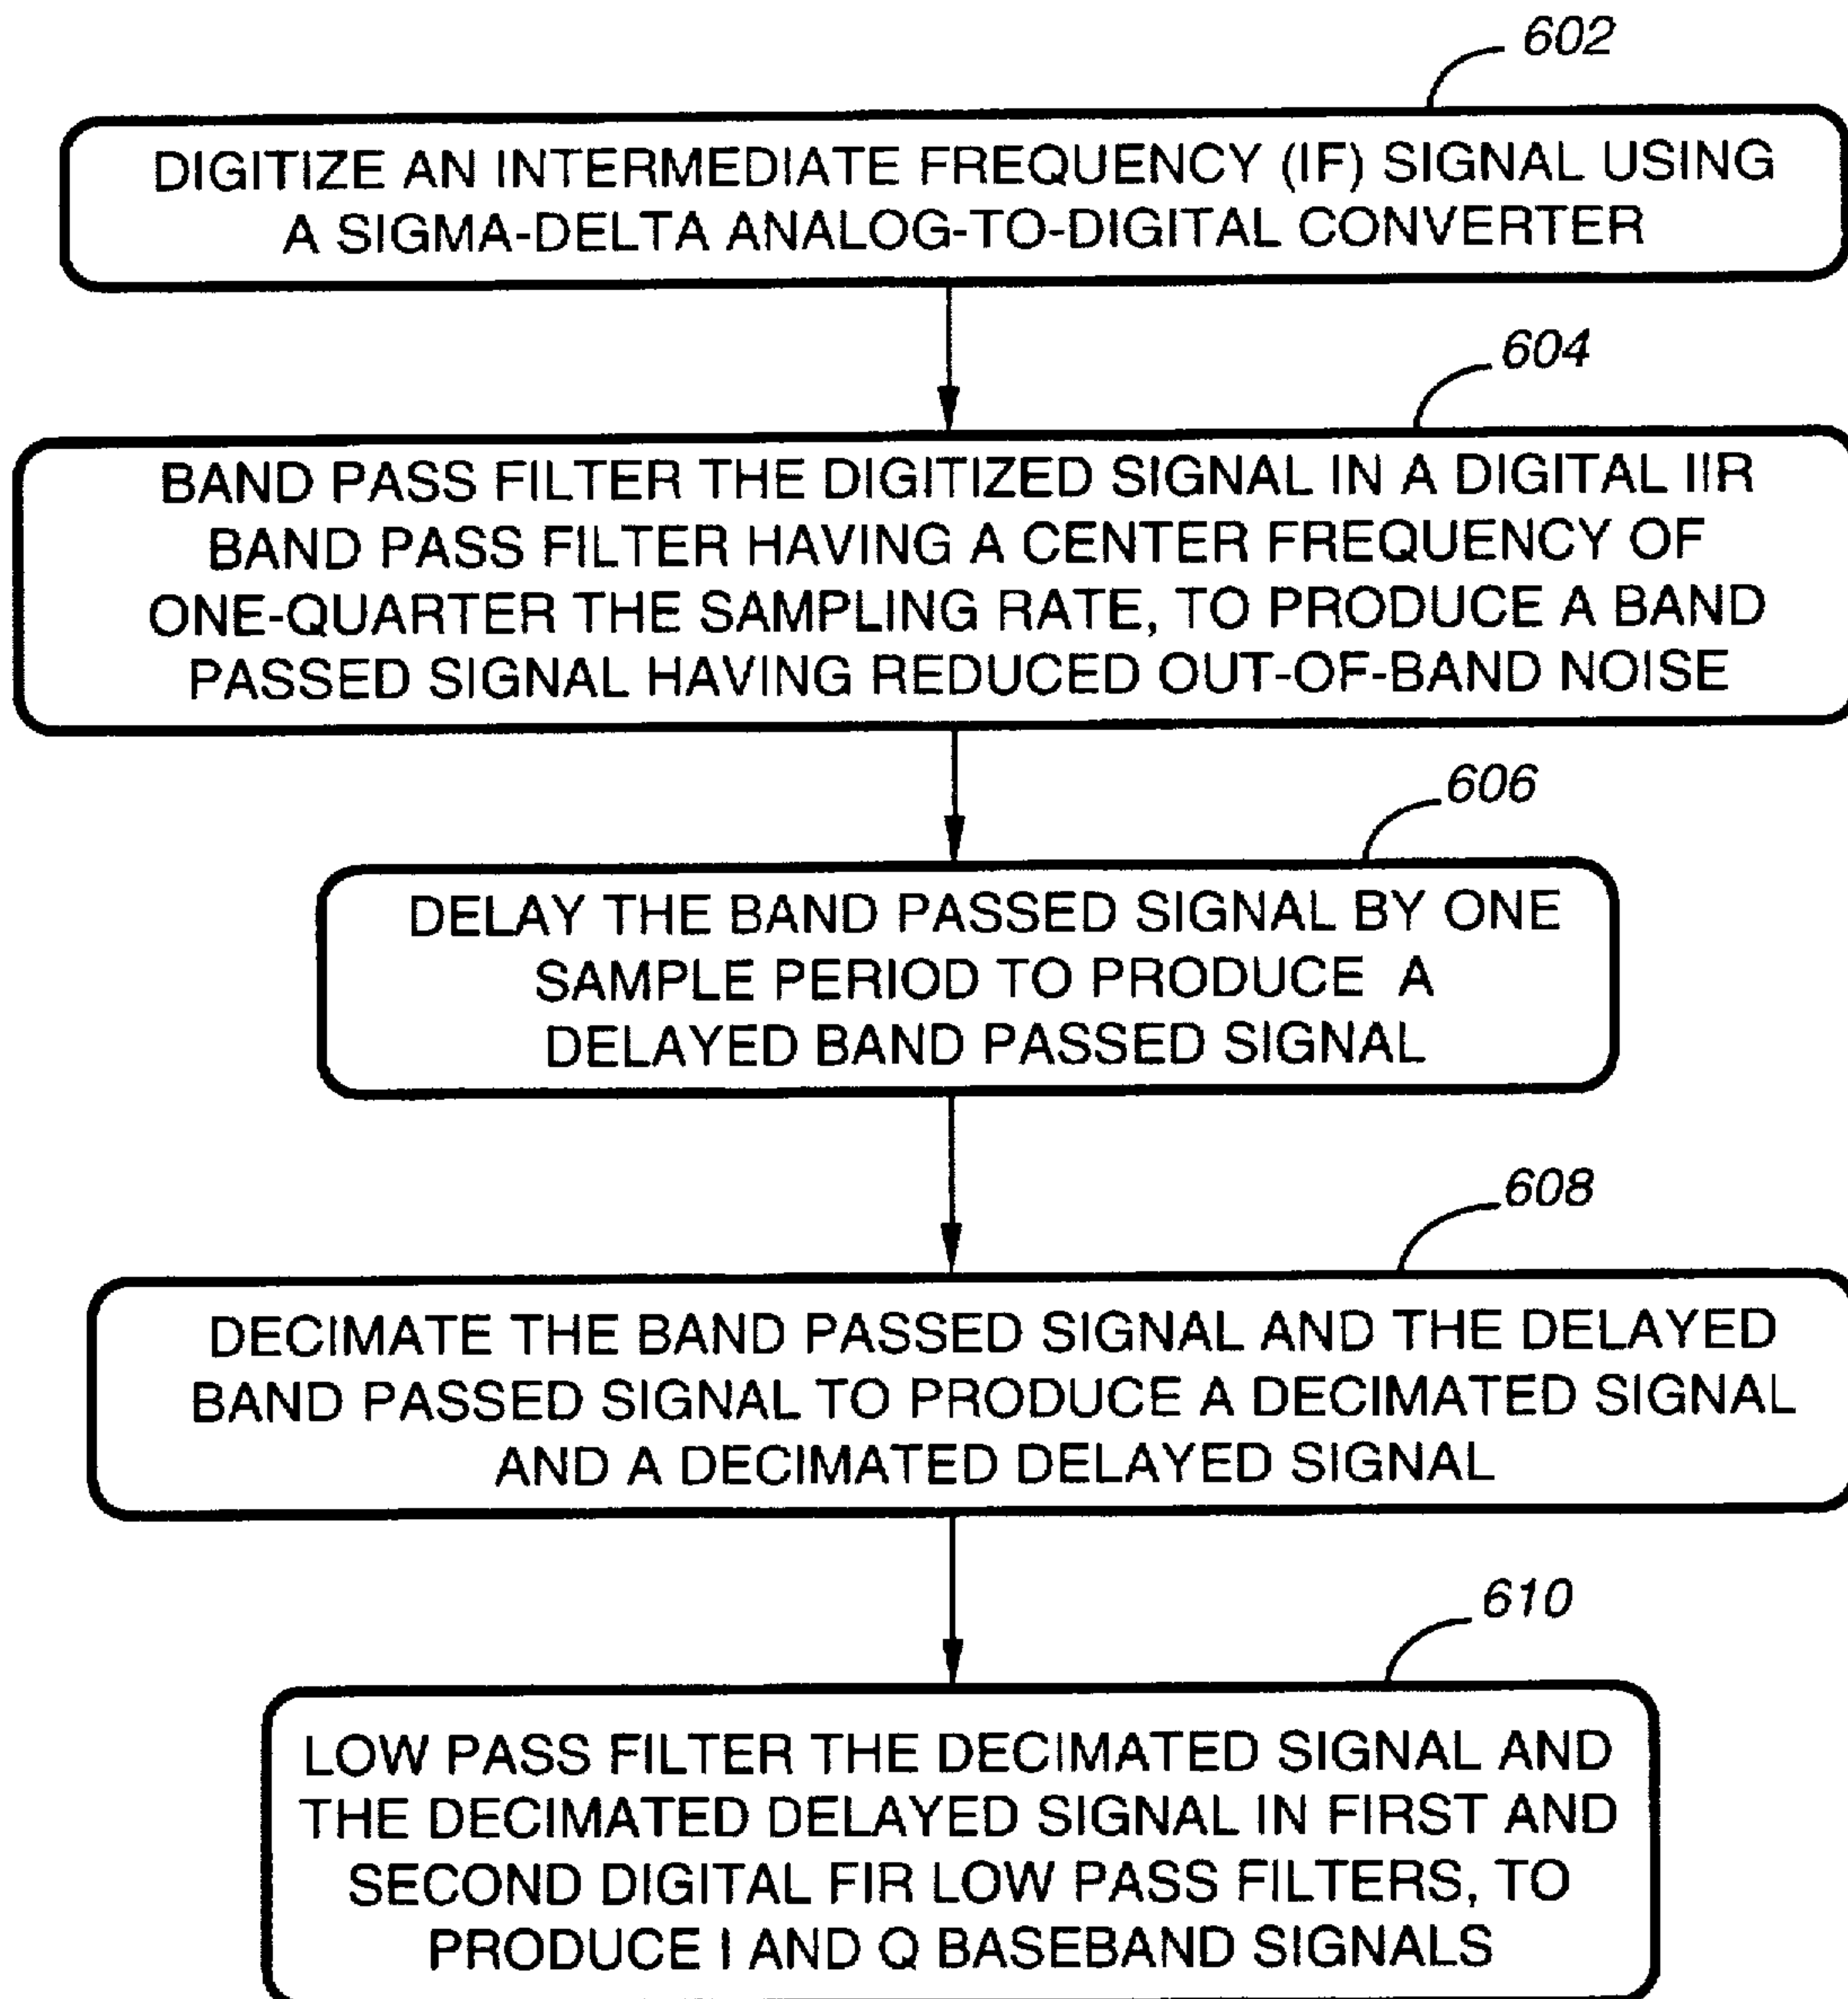 602
DIGITIZE AN INTERMEDIATE FREQUENCY (IF) SIGNAL USING
A SIGMA-DELTA ANALOG-TO-DIGITAL CONVERTER
604
BAND PASS FILTER THE DIGITIZED SIGNAL IN A DIGITAL IIR
BAND PASS FILTER HAVING A CENTER FREQUENCY OF
ONE-QUARTER THE SAMPLING RATE, TO PRODUCE A BAND
PASSED SIGNAL HAVING REDUCED OUT-OF-BAND NOISE
606
DELAY THE BAND PASSED SIGNAL BY ONE
SAMPLE PERIOD TO PRODUCE A
DELAYED BAND PASSED SIGNAL
608
DECIMATE THE BAND PASSED SIGNAL AND THE DELAYED
BAND PASSED SIGNAL TO PRODUCE A DECIMATED SIGNAL
AND A DECIMATED DELAYED SIGNAL
610
LOW PASS FILTER THE DECIMATED SIGNAL AND
THE DECIMATED DELAYED SIGNAL IN FIRST AND
SECOND DIGITAL FIR LOW PASS FILTERS, TO
PRODUCE I AND Q BASEBAND SIGNALS